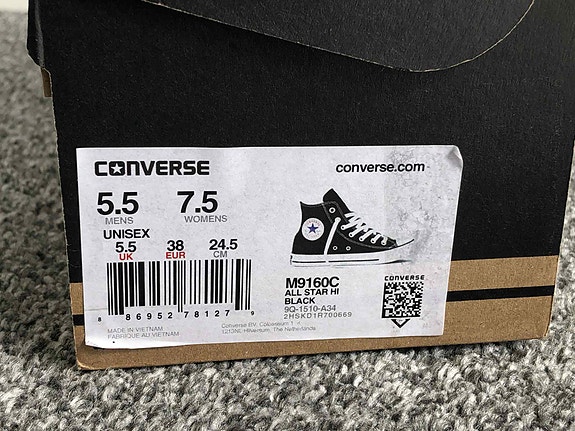 CONVERSE
converse.com
5.5 7.5
MENS WOMENS
UNISEX
5.5 38 24.5
UK EUR CM
M9160C
ALL STAR HI
BLACK
9Q-1510-A34
2HSKD1R700669
CONVERSE
8 86952 78127 9
MADE IN VIETNAM
FABRIQUE AU VIETNAM
Converse BV, Colosseum 1
1213NL Hilversum, The Netherlands